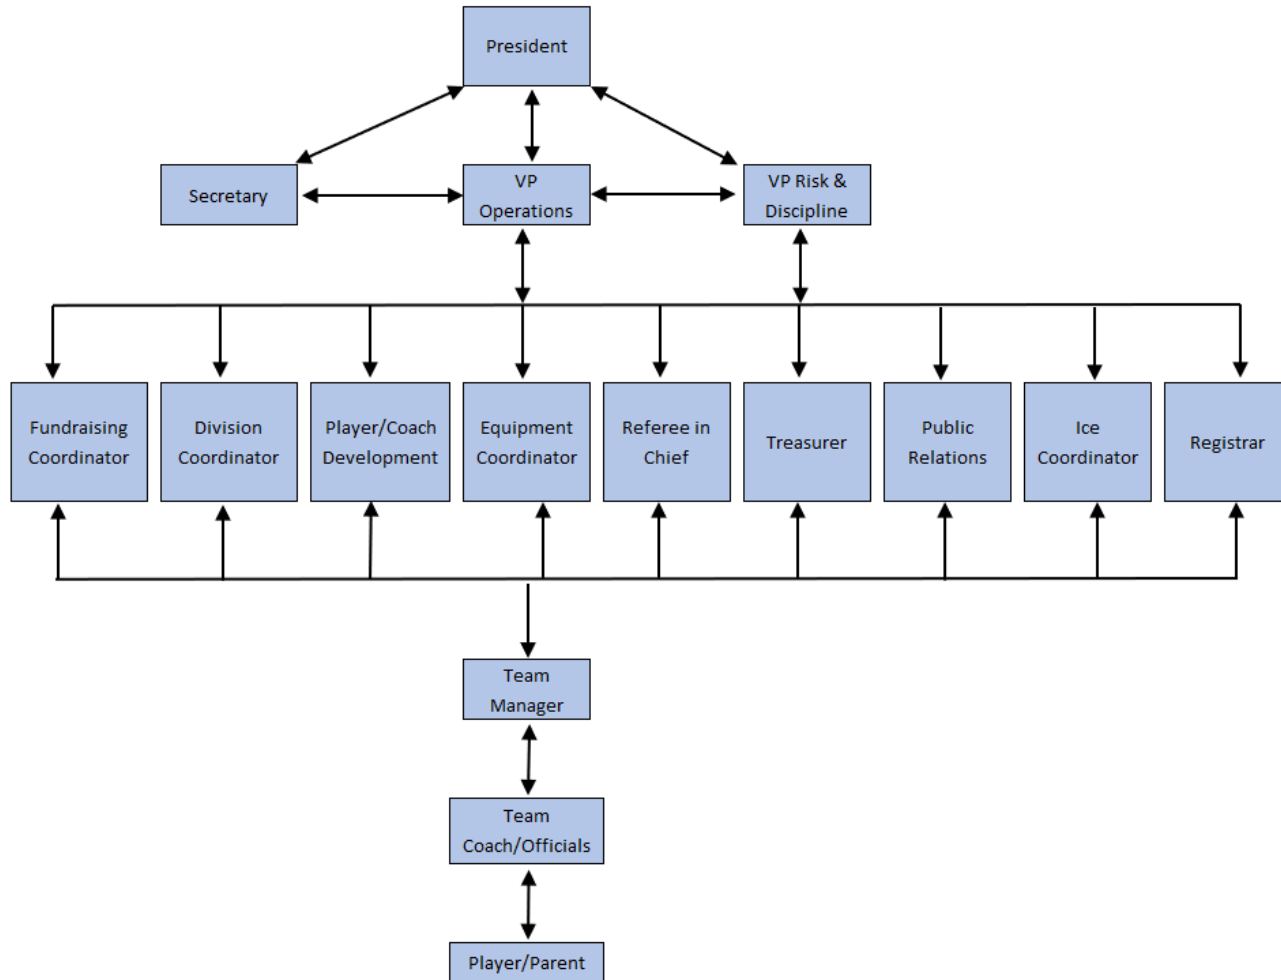 President
Secretary
VP
Operations
VP Risk &
Discipline
Fundraising
Coordinator
Division
Coordinator
Player/Coach
Development
Equipment
Coordinator
Referee in
Chief
Treasurer
Public
Relations
Ice
Coordinator
Registrar
Team
Manager
Team
Coach/Officials
Player/Parent